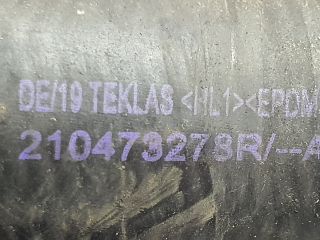 DE/19 TEKLAS <HL1><EPDM
210473278R/--A